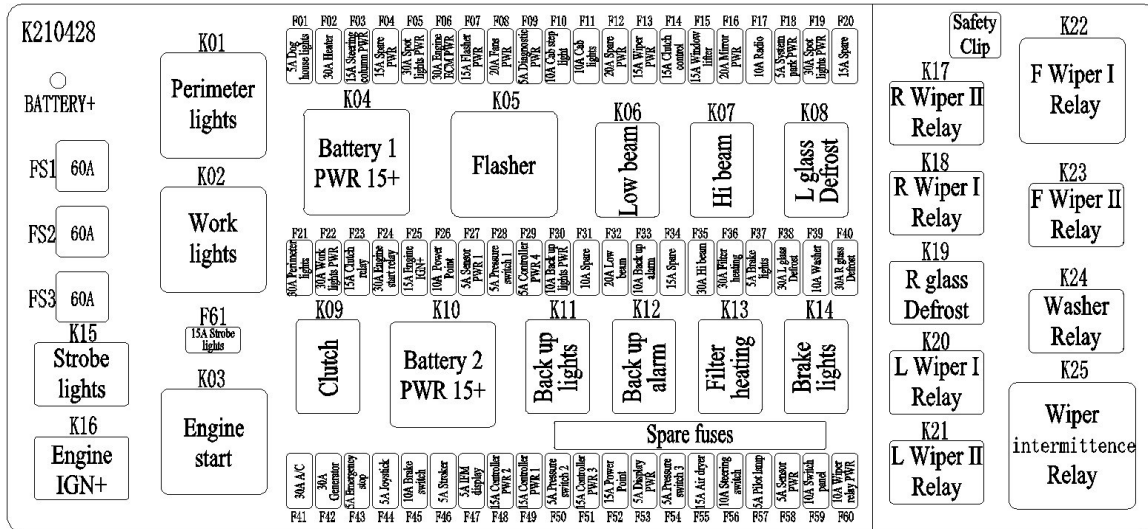 K210428
BATTERY+
FS1 60A
FS2 60A
FS3 60A
K15
Strobe
lights
K16
Engine
IGN+
K01
Perimeter
lights
K02
Work
lights
F61
15A Strobe
lights
K03
Engine
start
F01 F02 F03 F04 F05 F06 F07 F08 F09 F10 F11 F12 F13 F14 F15 F16 F17 F18 F19 F20
5A Dog
house lights
30A Heater
15A Steering
column PWR
15A Spare
PWR
30A Spot
lights PWR
30A Engine
ECM PWR
15A Flasher
PWR
20A Fans
PWR
5A Diagnostic
PWR
10A Cab step
light
10A Cab
lights
20A Spare
PWR
15A Wiper
PWR
15A Clutch
control
15A Window
lifter
20A Mirror
PWR
10A Radio
5A System
park PWR
30A Spot
lights PWR
15A Spare
K04
Battery 1
PWR 15+
K05
Flasher
K06
Low beam
K07
Hi beam
K08
L glass
Defrost
F21 F22 F23 F24 F25 F26 F27 F28 F29 F30 F31 F32 F33 F34 F35 F36 F37 F38 F39 F40
30A Perimeter
lights
30A Work
lights PWR
15A Clutch
relay
30A Engine
start relay
15A Engine
IGN+
10A Power
Point
5A Sensor
PWR 1
5A Pressure
switch 1
5A Controller
PWR 4
10A Back up
lights PWR
10A Spare
20A Low
beam
10A Back up
alarm
15A Spare
30A Hi beam
30A Filter
heating
5A Brake
lights
30A L glass
Defrost
10A Washer
30A R glass
Defrost
K09
Clutch
K10
Battery 2
PWR 15+
K11
Back up
lights
K12
Back up
alarm
K13
Filter
heating
K14
Brake
lights
Spare fuses
30A A/C
30A
Generator
5A Emergency
stop
5A Joystick
10A Brake
switch
5A Stroker
5A IFM
display
15A Controller
PWR 2
15A Controller
PWR 1
5A Pressure
switch 2
15A Controller
PWR 3
15A Power
Point
5A Display
PWR
5A Pressure
switch 3
15A Air dryer
10A Steering
switch
5A Pilot lamp
5A Sensor
PWR
10A Switch
panel
10A Wiper
relay PWR
F41 F42 F43 F44 F45 F46 F47 F48 F49 F50 F51 F52 F53 F54 F55 F56 F57 F58 F59 F60
Safety
Clip
K17
R Wiper II
Relay
K18
R Wiper I
Relay
K19
R glass
Defrost
K20
L Wiper I
Relay
K21
L Wiper II
Relay
K22
F Wiper I
Relay
K23
F Wiper II
Relay
K24
Washer
Relay
K25
Wiper
intermittence
Relay